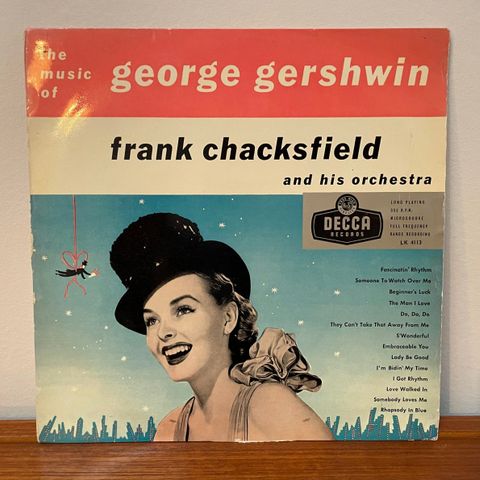 the
music
of
george gershwin
frank chacksfield
and his orchestra
DECCA
RECORDS
LONG PLAYING
33⅓ R.P.M.
MICROGROOVE
FULL FREQUENCY
RANGE RECORDING
LK 4113
Fascinatin' Rhythm
Someone To Watch Over Me
Beginner's Luck
The Man I Love
Do, Do, Do
They Can't Take That Away From Me
S'Wonderful
Embraceable You
Lady Be Good
I'm Bidin' My Time
I Got Rhythm
Love Walked In
Somebody Loves Me
Rhapsody In Blue